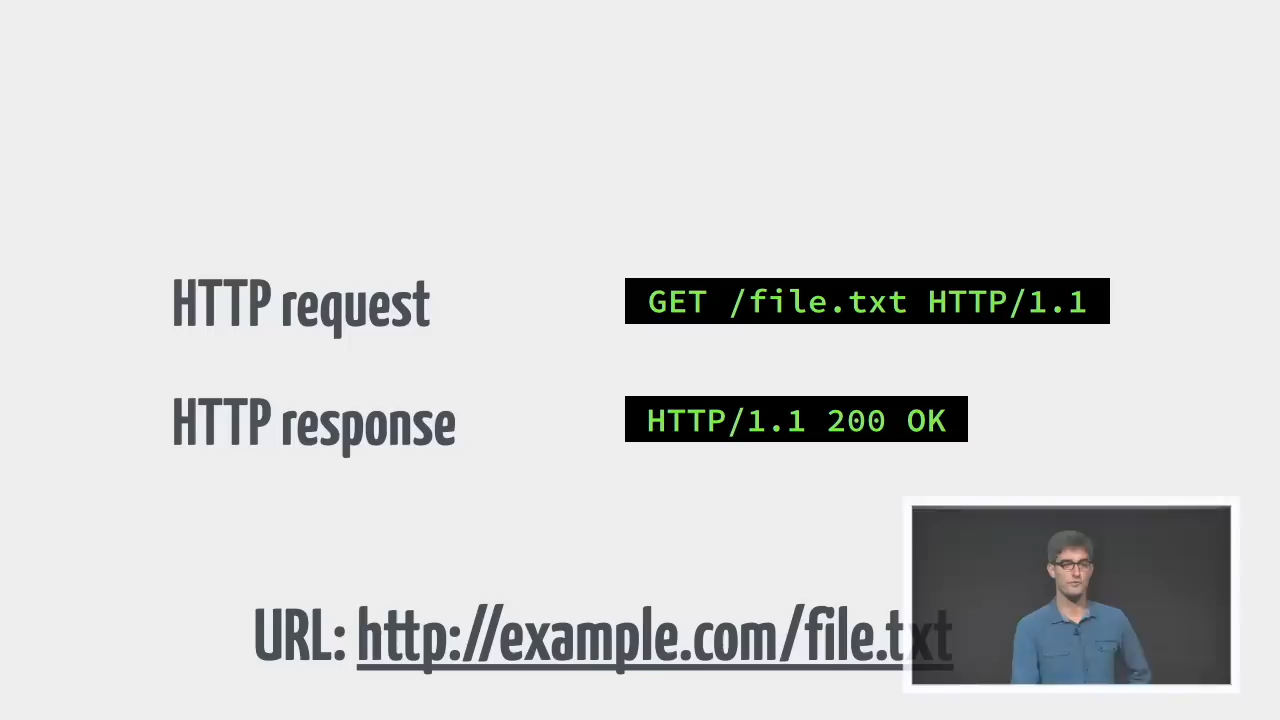 HTTP request
GET /file.txt HTTP/1.1
HTTP response
HTTP/1.1 200 OK
URL: http://example.com/file.txt